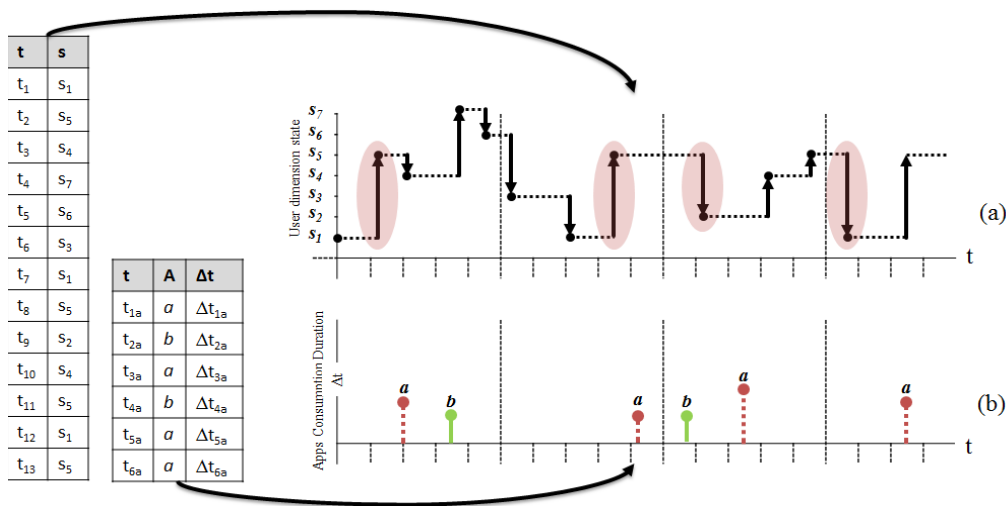 t s
t1 s1
t2 s5
t3 s4
t4 s7
t5 s6
t6 s3
t7 s1
t8 s5
t9 s2
t10 s4
t11 s5
t12 s1
t13 s5
t A Δt
t1a a Δt1a
t2a b Δt2a
t3a a Δt3a
t4a b Δt4a
t5a a Δt5a
t6a a Δt6a
User dimension state
s7
s6
s5
s4
s3
s2
s1
t
(a)
Apps Consumntion Duration
Δt
a
b
a
b
a
a
t
(b)